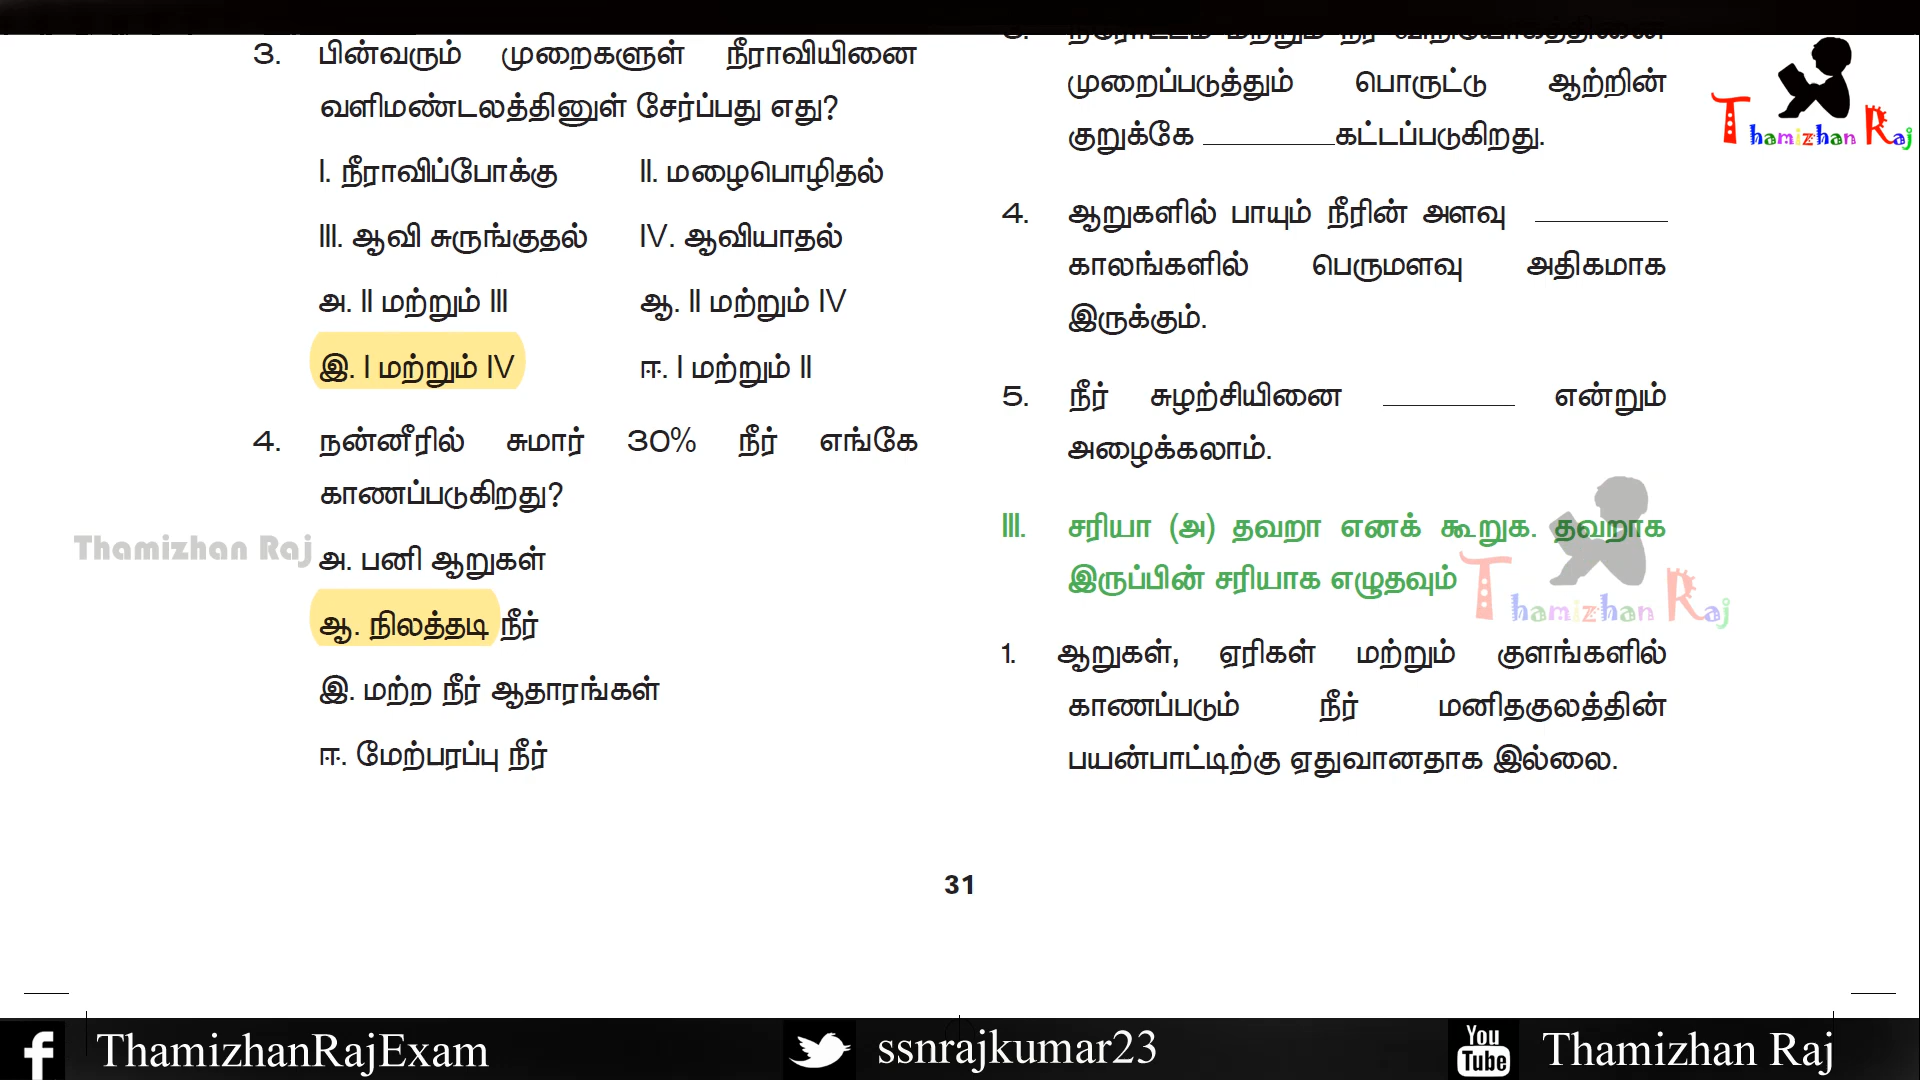 3. பின்வரும் முறைகளுள் நீராவியினை
வளிமண்டலத்தினுள் சேர்ப்பது எது?
I. நீராவிப்போக்கு II. மழைபொழிதல்
III. ஆவி சுருங்குதல் IV. ஆவியாதல்
அ. II மற்றும் III ஆ. II மற்றும் IV
இ. I மற்றும் IV ஈ. I மற்றும் II
4. நன்னீரில் சுமார் 30% நீர் எங்கே
காணப்படுகிறது?
அ. பனி ஆறுகள்
ஆ. நிலத்தடி நீர்
இ. மற்ற நீர் ஆதாரங்கள்
ஈ. மேற்பரப்பு நீர்
முறைப்படுத்தும் பொருட்டு ஆற்றின்
குறுக்கே __________கட்டப்படுகிறது.
4. ஆறுகளில் பாயும் நீரின் அளவு __________
காலங்களில் பெருமளவு அதிகமாக
இருக்கும்.
5. நீர் சுழற்சியினை __________ என்றும்
அழைக்கலாம்.
III. சரியா (அ) தவறா எனக் கூறுக. தவறாக
இருப்பின் சரியாக எழுதவும்
1. ஆறுகள், ஏரிகள் மற்றும் குளங்களில்
காணப்படும் நீர் மனிதகுலத்தின்
பயன்பாட்டிற்கு ஏதுவானதாக இல்லை.
31
Thamizhan Raj
Thamizhan Raj
Thamizhan Raj
f ThamizhanRajExam ssnrajkumar23 You Tube Thamizhan Raj